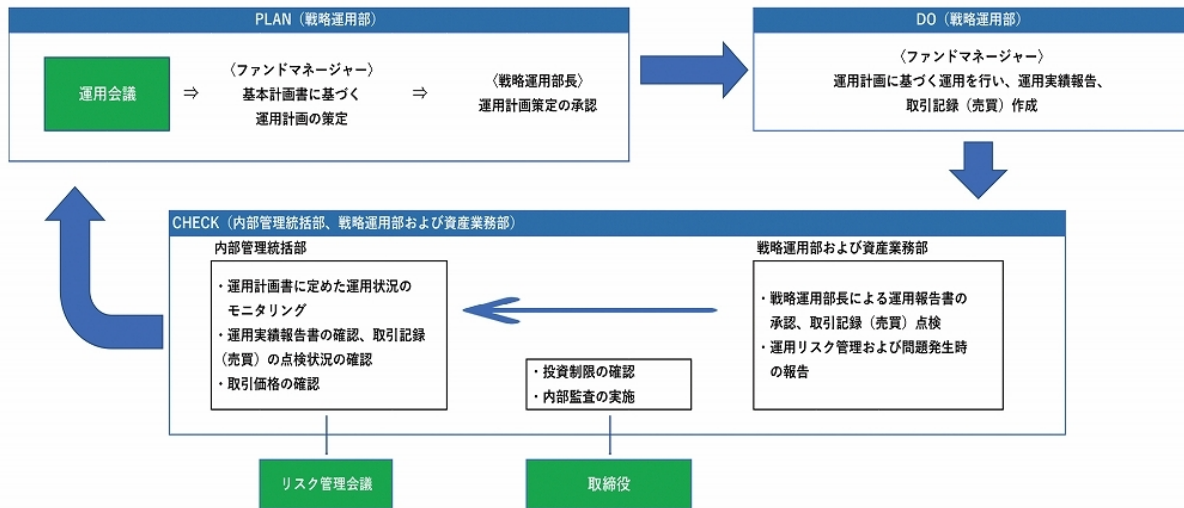 PLAN（戦略運用部）
運用会議
⇒
〈ファンドマネージャー〉
基本計画書に基づく
運用計画の策定
⇒
〈戦略運用部長〉
運用計画策定の承認
DO（戦略運用部）
〈ファンドマネージャー〉
運用計画に基づく運用を行い、運用実績報告、
取引記録（売買）作成
CHECK（内部管理統括部、戦略運用部および資産業務部）
内部管理統括部
・運用計画書に定めた運用状況の
モニタリング
・運用実績報告書の確認、取引記録
（売買）の点検状況の確認
・取引価格の確認
・投資制限の確認
・内部監査の実施
戦略運用部および資産業務部
・戦略運用部長による運用報告書の
承認、取引記録（売買）点検
・運用リスク管理および問題発生時
の報告
リスク管理会議
取締役